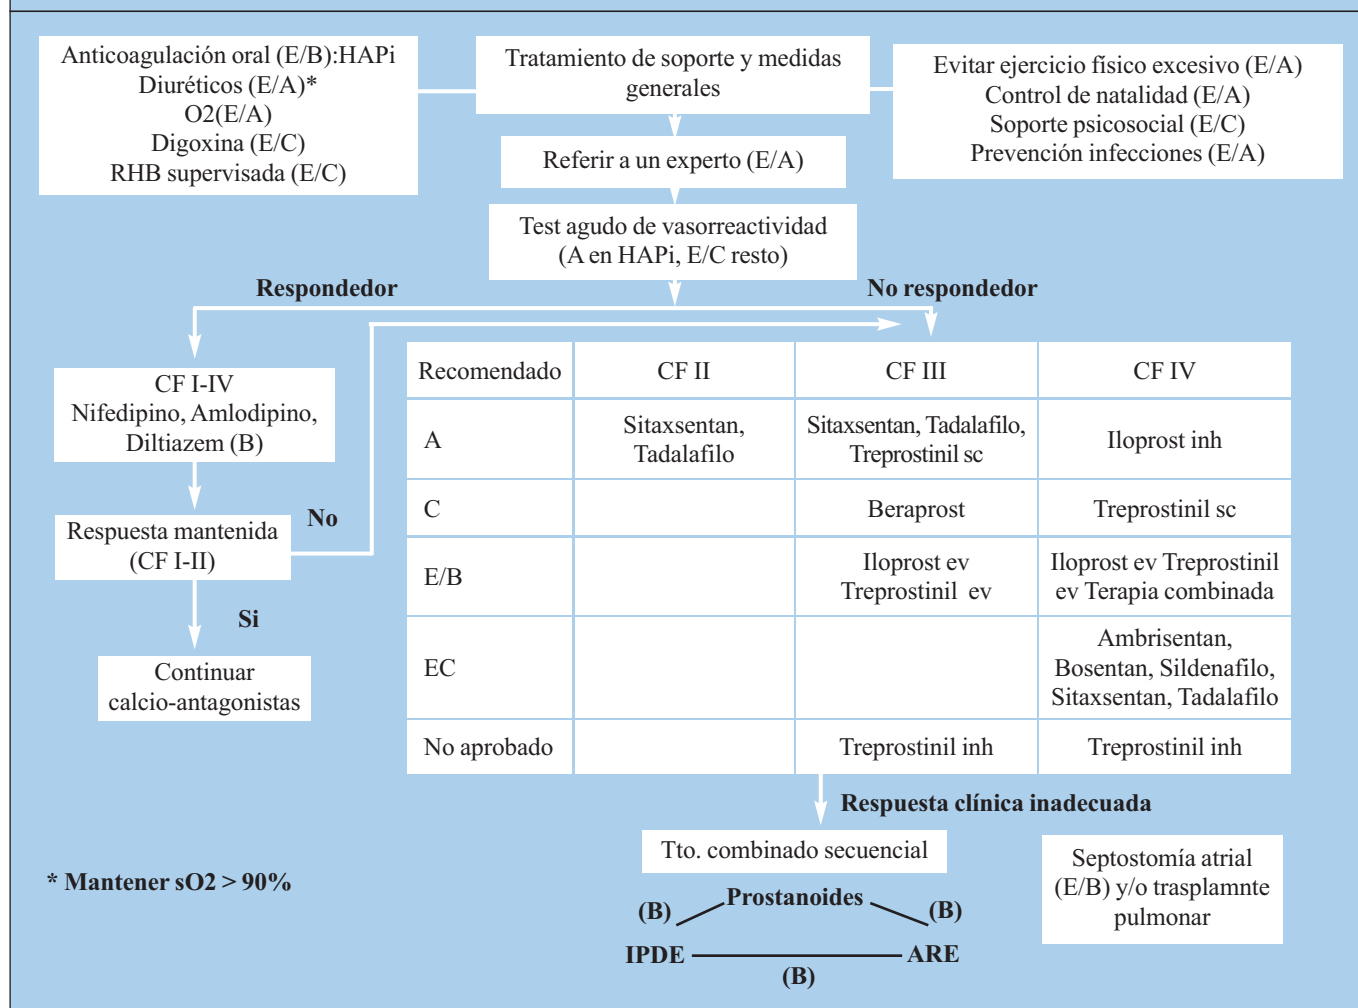 Anticoagulación oral (E/B):HAPi
Diuréticos (E/A)*
O2(E/A)
Digoxina (E/C)
RHB supervisada (E/C)
Tratamiento de soporte y medidas
generales
Evitar ejercicio físico excesivo (E/A)
Control de natalidad (E/A)
Soporte psicosocial (E/C)
Prevención infecciones (E/A)
Referir a un experto (E/A)
Test agudo de vasorreactividad
(A en HAPi, E/C resto)
Respondedor
No respondedor
CF I-IV
Nifedipino, Amlodipino,
Diltiazem (B)
Respuesta mantenida
(CF I-II)
No
Si
Continuar
calcio-antagonistas
Recomendado
CF II
CF III
CF IV
A
Sitaxsentan,
Tadalafilo
Sitaxsentan, Tadalafilo,
Treprostinil sc
Iloprost inh
C
Beraprost
Treprostinil sc
E/B
Iloprost ev
Treprostinil ev
Iloprost ev Treprostinil
ev Terapia combinada
EC
Ambrisentan,
Bosentan, Sildenafilo,
Sitaxsentan, Tadalafilo
No aprobado
Treprostinil inh
Treprostinil inh
Respuesta clínica inadecuada
Tto. combinado secuencial
Septostomía atrial
(E/B) y/o trasplamnte
pulmonar
* Mantener sO2 > 90%
Prostanoides
(B)
(B)
IPDE
ARE
(B)